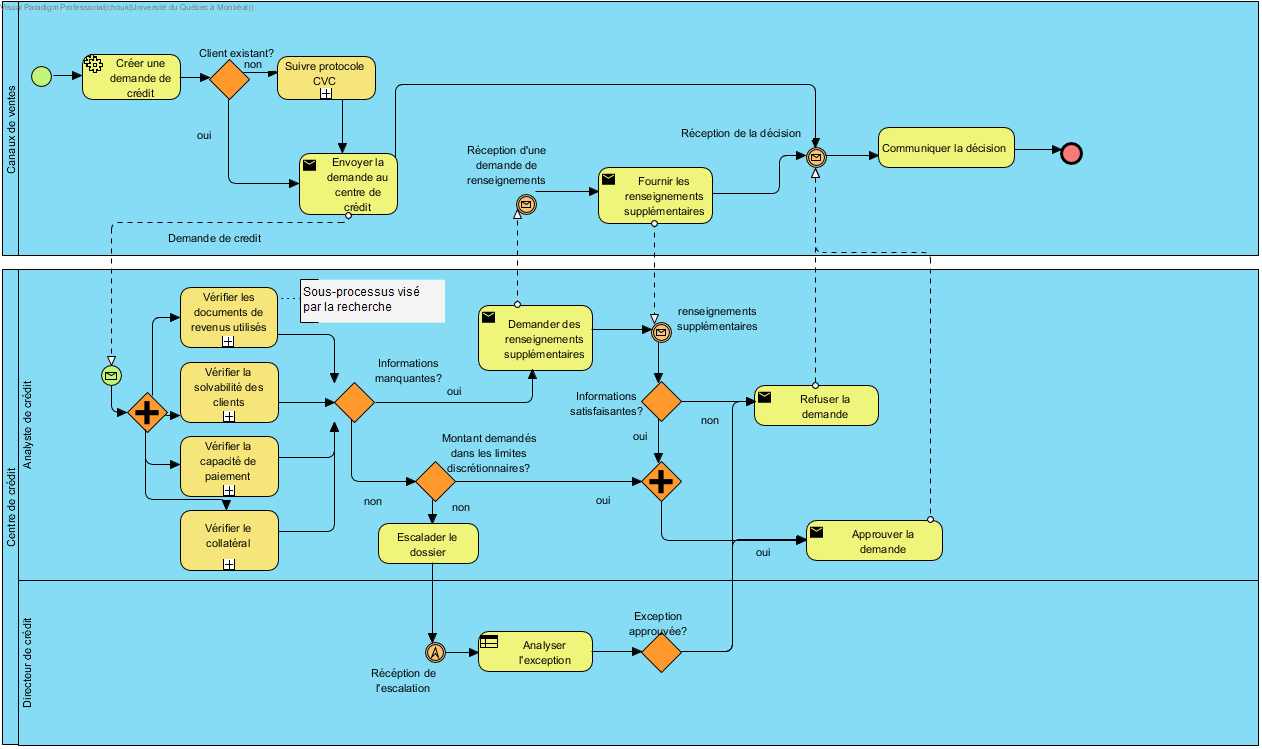 Visual Paradigm Professional(chouk(Université du Québec à Montréal))
Canaux de ventes
Créer une
demande de
crédit
Client existant?
non
oui
Suivre protocole
CVC
Envoyer la
demande au
centre de
crédit
Demande de credit
Réception d'une
demande de
renseignements
Fournir les
renseignements
supplémentaires
Réception de la décision
Communiquer la décision
Centre de crédit
Analyste de crédit
Vérifier les
documents de
revenus utilisés
Sous-processus visé
par la recherche
Vérifier la
solvabilité des
clients
Vérifier la
capacité de
paiement
Vérifier le
collatéral
Informations
manquantes?
oui
non
Demander des
renseignements
supplémentaires
renseignements
supplémentaires
Informations
satisfaisantes?
non
oui
Refuser la
demande
Montant demandés
dans les limites
discrétionnaires?
oui
non
Escalader le
dossier
Approuver la
demande
oui
Directeur de crédit
Récéption de
l'escalation
Analyser
l'exception
Exception
approuvée?